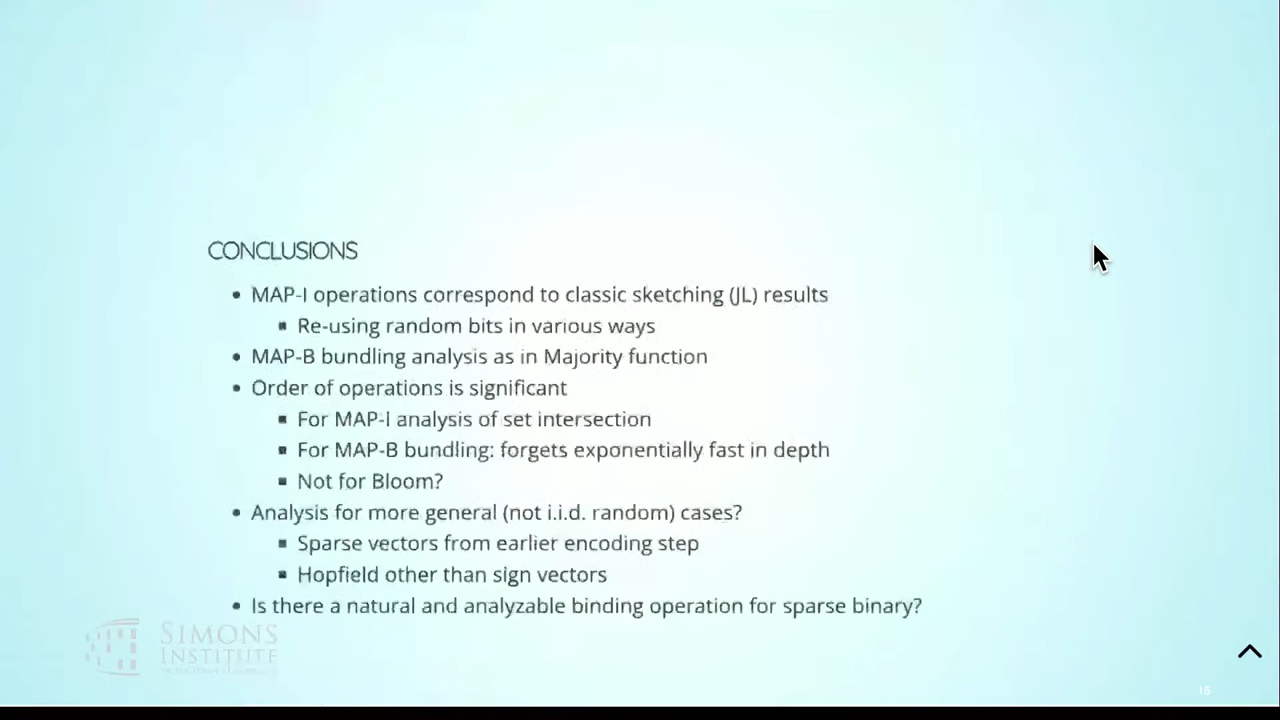 CONCLUSIONS
• MAP-I operations correspond to classic sketching (JL) results
▪ Re-using random bits in various ways
• MAP-B bundling analysis as in Majority function
• Order of operations is significant
▪ For MAP-I analysis of set intersection
▪ For MAP-B bundling: forgets exponentially fast in depth
▪ Not for Bloom?
• Analysis for more general (not i.i.d. random) cases?
▪ Sparse vectors from earlier encoding step
▪ Hopfield other than sign vectors
• Is there a natural and analyzable binding operation for sparse binary?
SIMONS
INSTITUTE